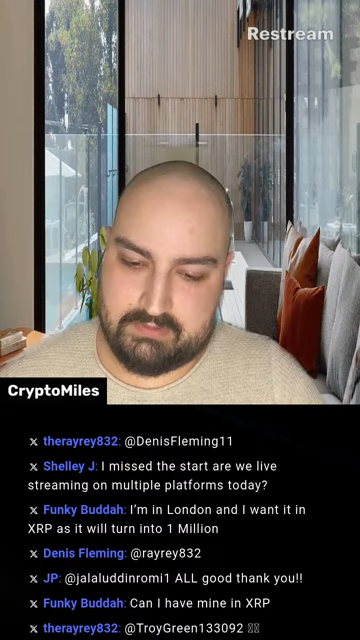 Restream
CryptoMiles
𝕏 therayrey832: @DenisFleming11
𝕏 Shelley J: I missed the start are we live
streaming on multiple platforms today?
𝕏 Funky Buddah: I'm in London and I want it in
XRP as it will turn into 1 Million
𝕏 Denis Fleming: @rayrey832
𝕏 JP: @jalaluddinromi1 ALL good thank you!!
𝕏 Funky Buddah: Can I have mine in XRP
𝕏 therayrey832: @TroyGreen133092